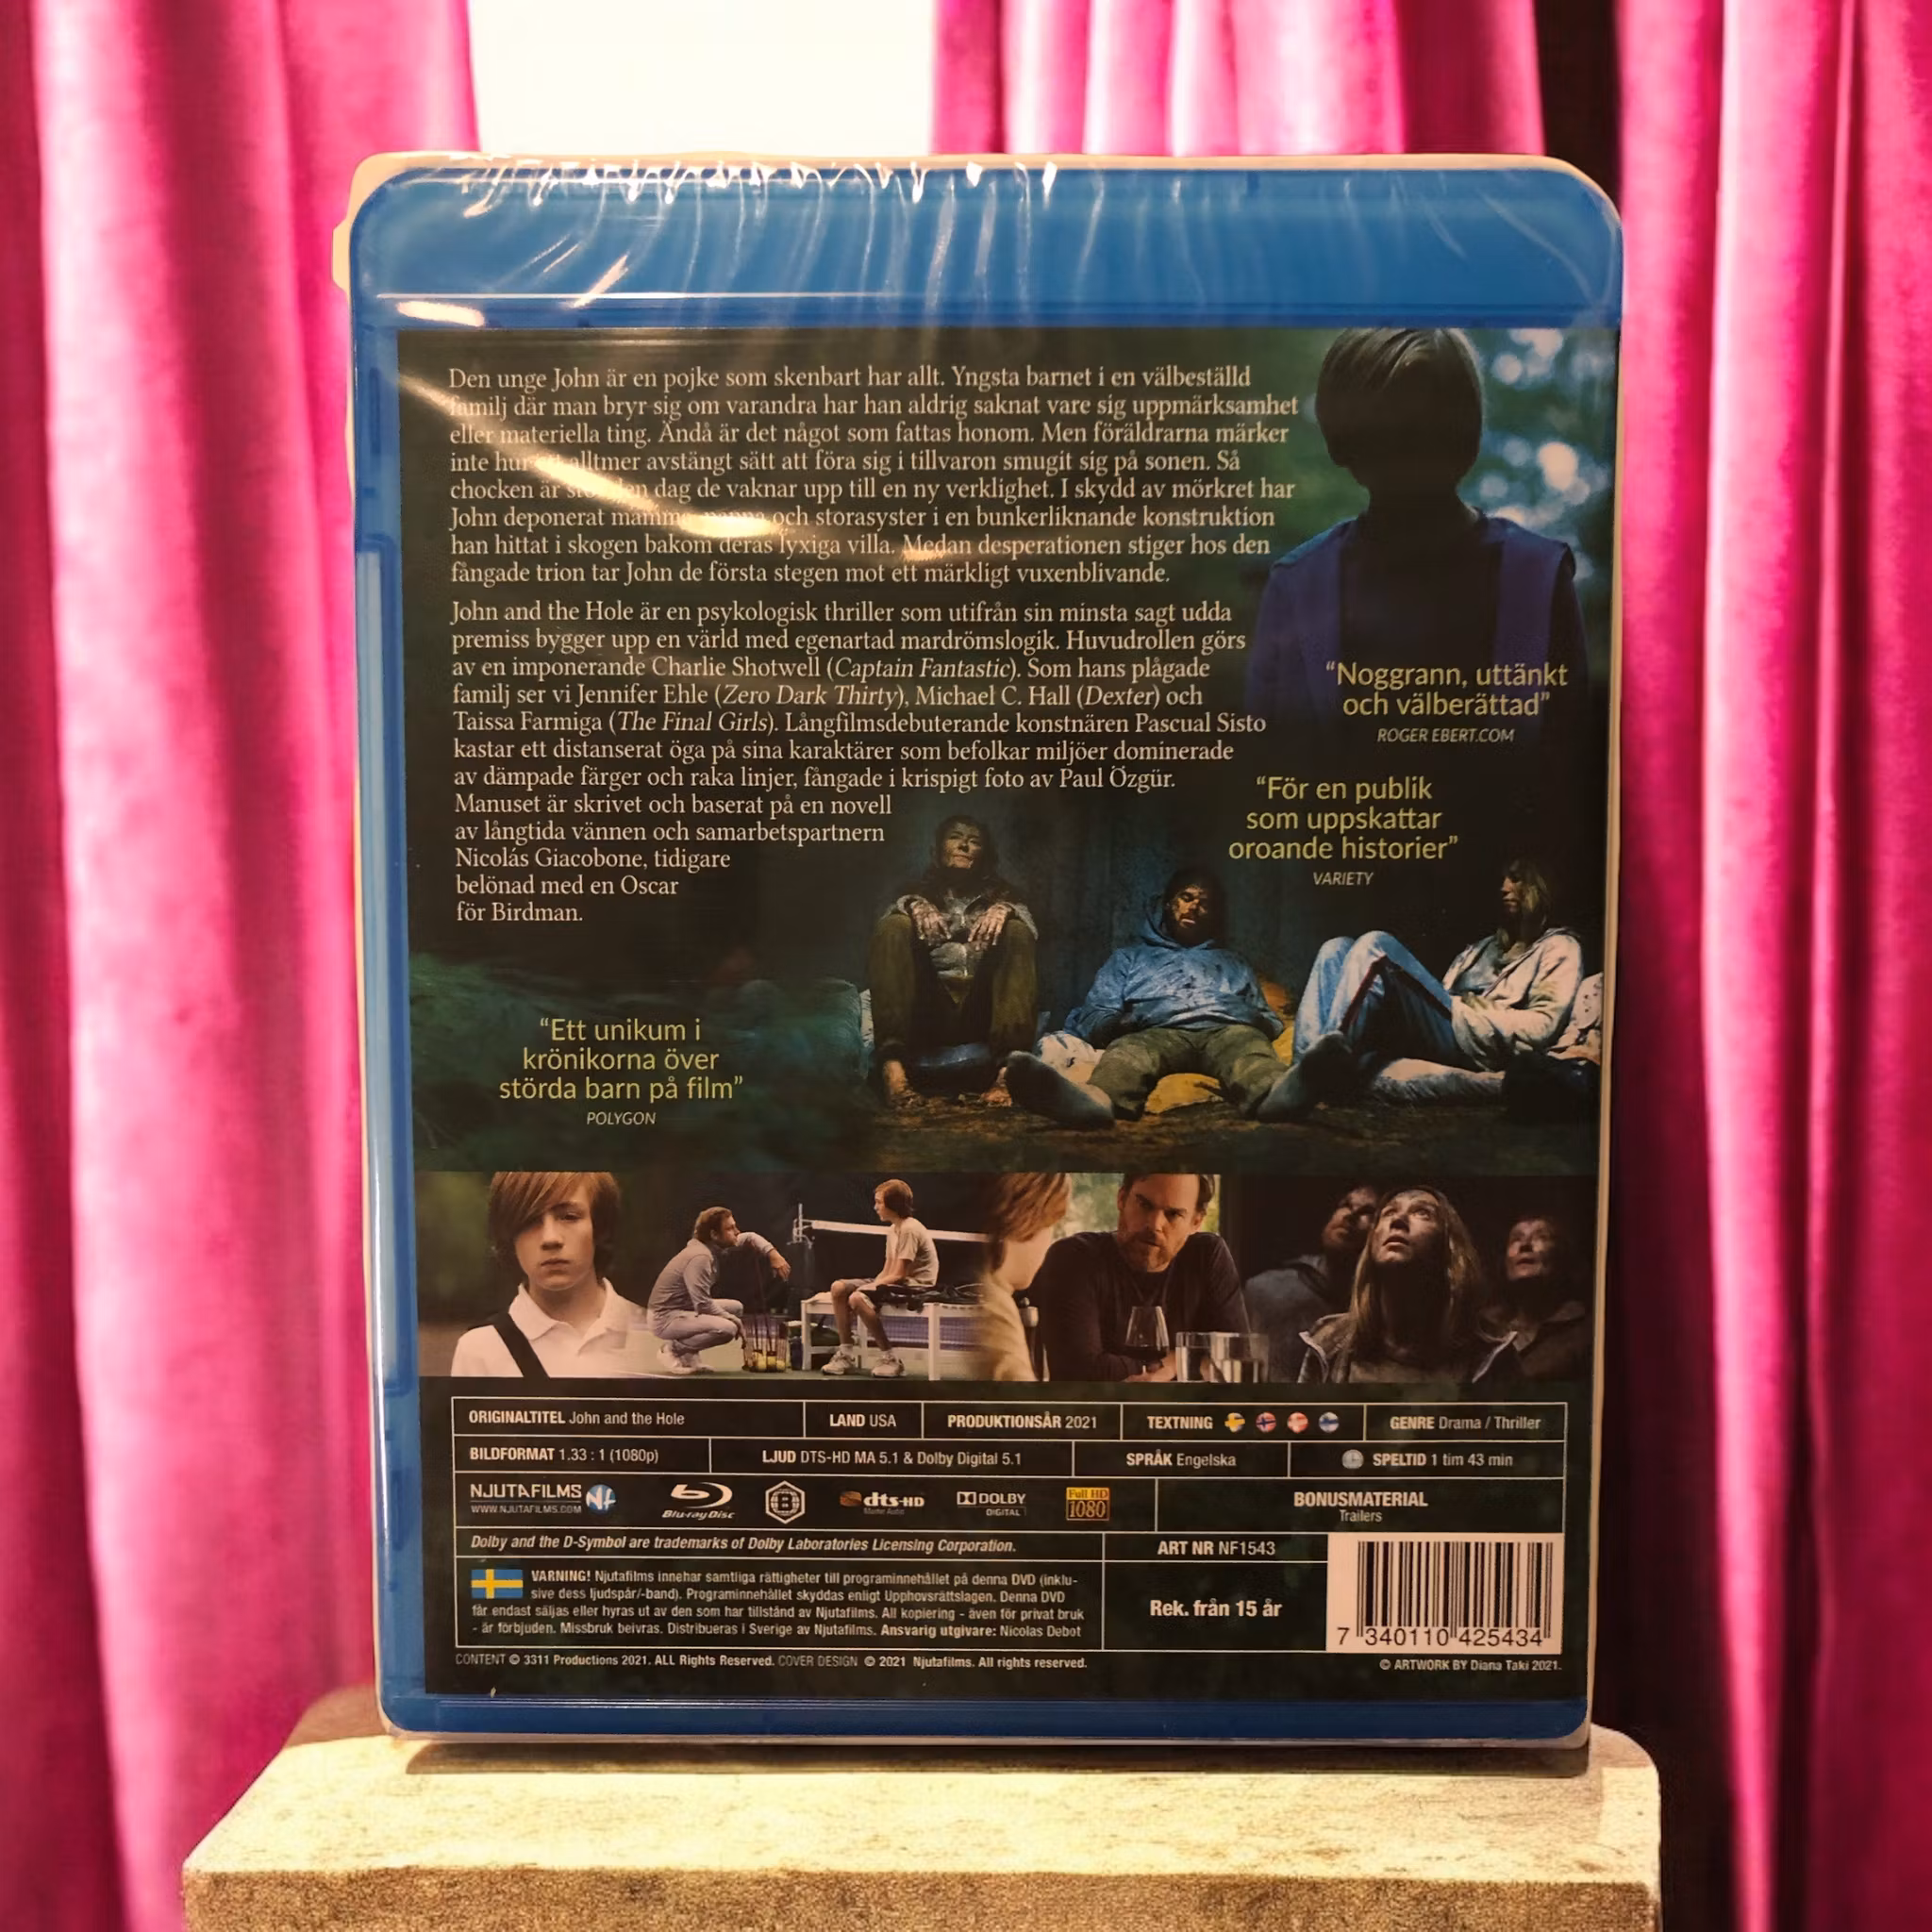 Den unge John är en pojke som skenbart har allt. Yngsta barnet i en välbeställd
familj där man bryr sig om varandra har han aldrig saknat vare sig uppmärksamhet
eller materiella ting. Ändå är det något som fattas honom. Men föräldrarna märker
inte hur alltmer avstängt sätt att föra sig i tillvaron smugit sig på sonen. Så
chocken är dag de vaknar upp till en ny verklighet. I skydd av mörkret har
John deponerat mamma, pappa och storasyster i en bunkerliknande konstruktion
han hittat i skogen bakom deras lyxiga villa. Medan desperationen stiger hos den
fångade trion tar John de första stegen mot ett märkligt vuxenblivande.
John and the Hole är en psykologisk thriller som utifrån sin minsta sagt udda
premiss bygger upp en värld med egenartad mardrömslogik. Huvudrollen görs
av en imponerande Charlie Shotwell (Captain Fantastic). Som hans plågade
familj ser vi Jennifer Ehle (Zero Dark Thirty), Michael C. Hall (Dexter) och
Taissa Farmiga (The Final Girls). Långfilmsdebuterande konstnären Pascual Sisto
kastar ett distanserat öga på sina karaktärer som befolkar miljöer dominerade
av dämpade färger och raka linjer, fångade i krispigt foto av Paul Özgür.
Manuset är skrivet och baserat på en novell
av långtida vännen och samarbetspartnern
Nicolás Giacobone, tidigare
belönad med en Oscar
för Birdman.
"Noggrann, uttänkt
och välberättad"
ROGER EBERT.COM
"För en publik
som uppskattar
oroande historier"
VARIETY
"Ett unikum i
krönikorna över
störda barn på film"
POLYGON
ORIGINALTITEL John and the Hole LAND USA PRODUKTIONSÅR 2021 TEXTNING GENRE Drama / Thriller
BILDFORMAT 1.33 : 1 (1080p) LJUD DTS-HD MA 5.1 & Dolby Digital 5.1 SPRÅK Engelska SPELTID 1 tim 43 min
NJUTAFILMS NF
WWW.NJUTAFILMS.COM
Blu-ray Disc
B
dts-HD
Master Audio
DOLBY
DIGITAL
Full HD
1080
BONUSMATERIAL
Trailers
Dolby and the D-Symbol are trademarks of Dolby Laboratories Licensing Corporation.
ART NR NF1543
VARNING! Njutafilms innehar samtliga rättigheter till programinnehållet på denna DVD (inklu-
sive dess ljudspår/-band). Programinnehållet skyddas enligt Upphovsrättslagen. Denna DVD
får endast säljas eller hyras ut av den som har tillstånd av Njutafilms. All kopiering - även för privat bruk
- är förbjuden. Missbruk beivras. Distribueras i Sverige av Njutafilms. Ansvarig utgivare: Nicolas Debot
Rek. från 15 år
7 340110 425434
CONTENT © 3311 Productions 2021. ALL Rights Reserved. COVER DESIGN © 2021 Njutafilms. All rights reserved.
© ARTWORK BY Diana Taki 2021.